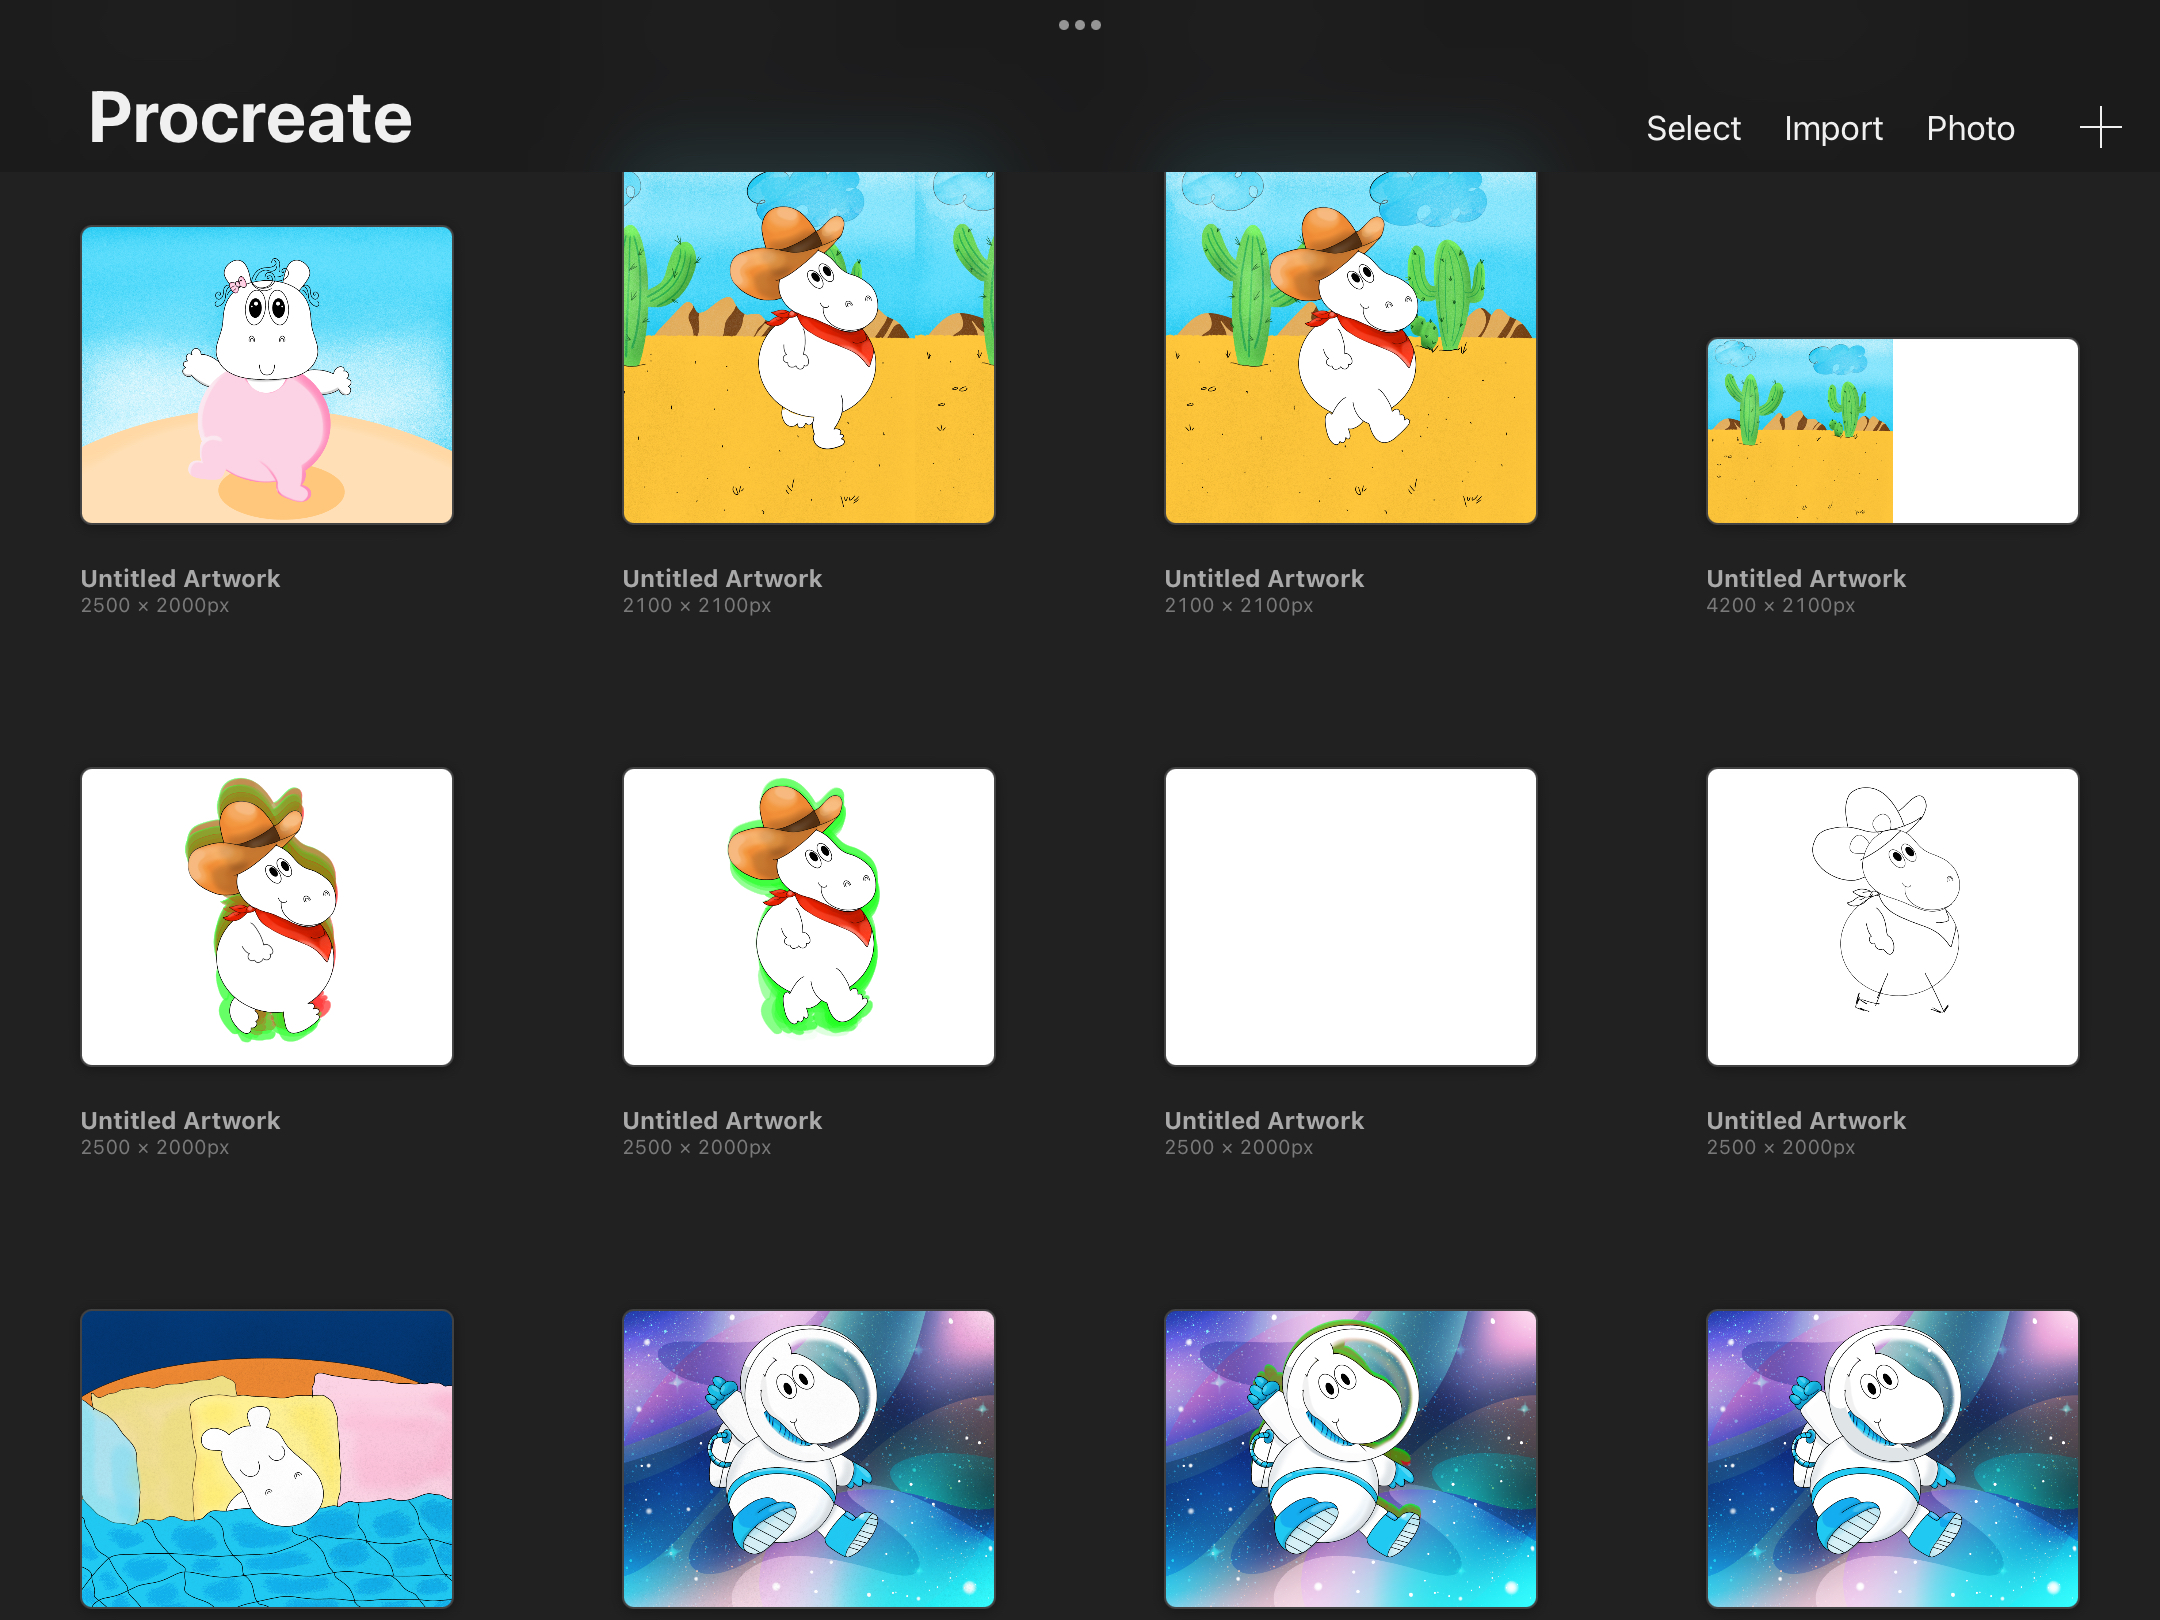 Procreate
Select Import Photo
Untitled Artwork
2500 × 2000px
Untitled Artwork
2100 × 2100px
Untitled Artwork
2100 × 2100px
Untitled Artwork
4200 × 2100px
Untitled Artwork
2500 × 2000px
Untitled Artwork
2500 × 2000px
Untitled Artwork
2500 × 2000px
Untitled Artwork
2500 × 2000px